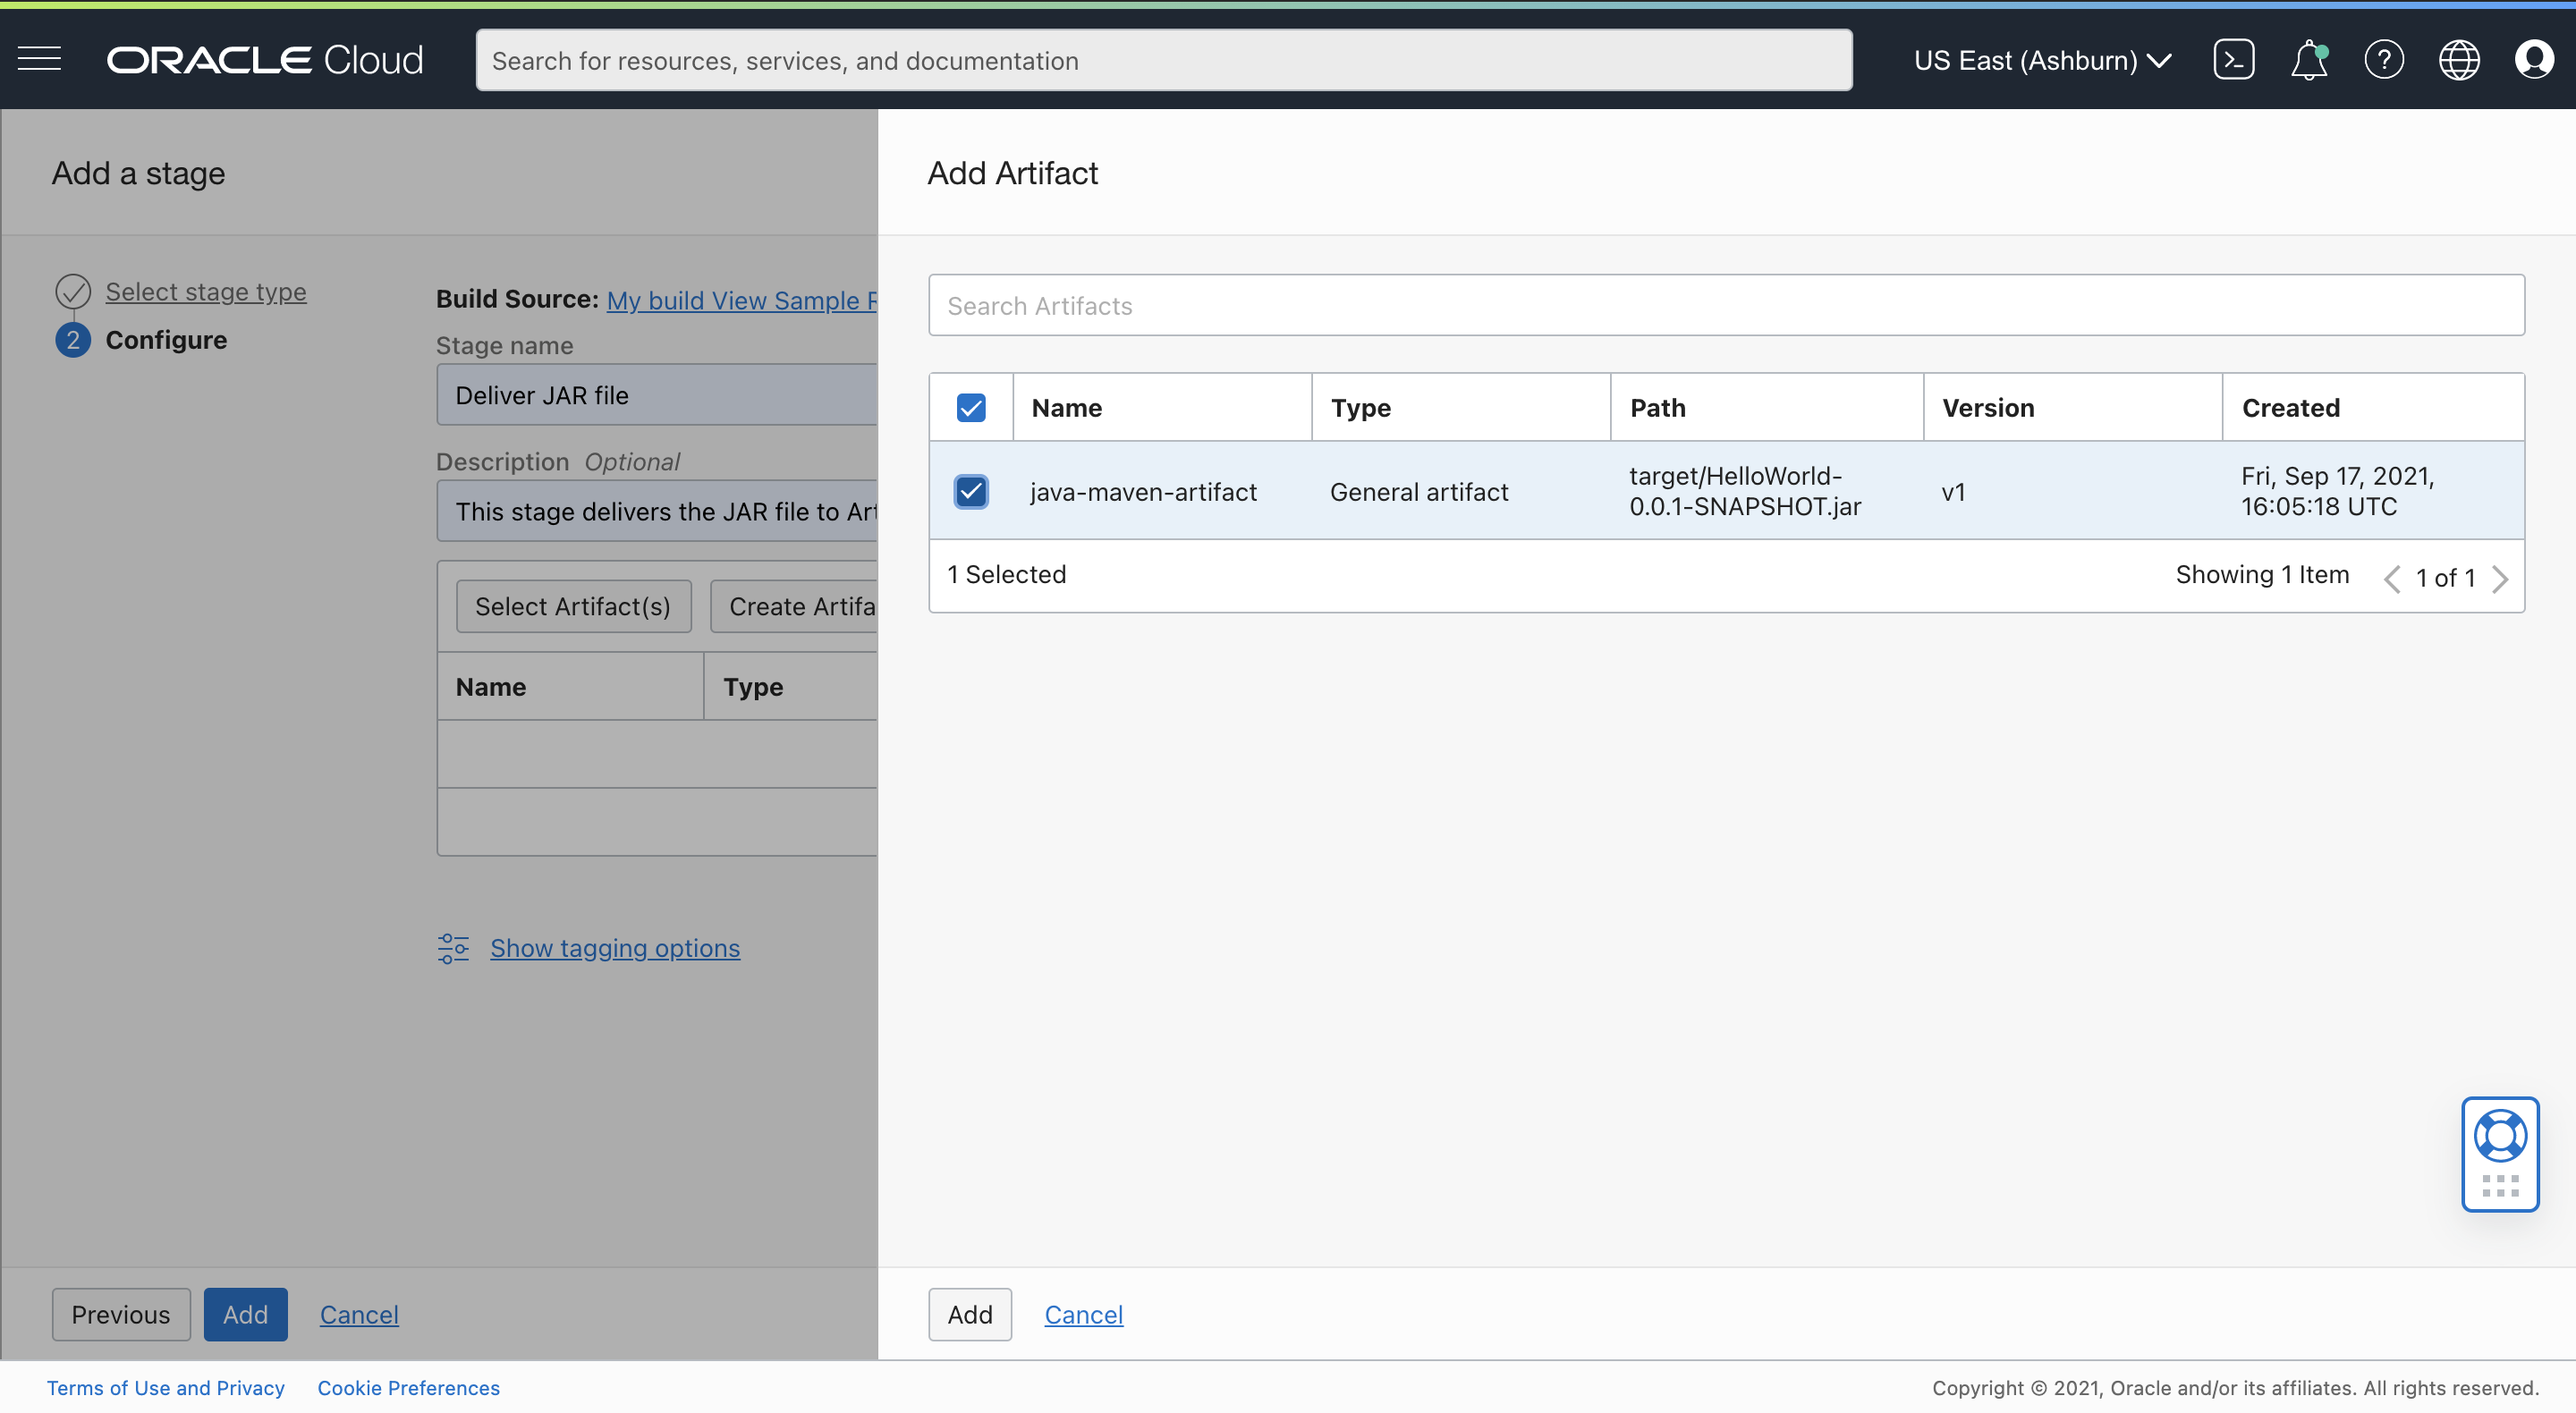 ORACLE Cloud
Search for resources, services, and documentation
US East (Ashburn)
Add a stage
Select stage type
2 Configure
Build Source: My build View Sample
Stage name
Deliver JAR file
Description Optional
This stage delivers the JAR file to
Select Artifact(s) Create
Name Type
Show tagging options
Previous Add Cancel
Add Artifact
Search Artifacts
Name Type Path Version Created
java-maven-artifact General artifact target/HelloWorld-
0.0.1-SNAPSHOT.jar v1 Fri, Sep 17, 2021,
16:05:18 UTC
1 Selected Showing 1 Item 1 of 1
Add Cancel
Terms of Use and Privacy Cookie Preferences
Copyright © 2021, Oracle and/or its affiliates. All rights reserved.